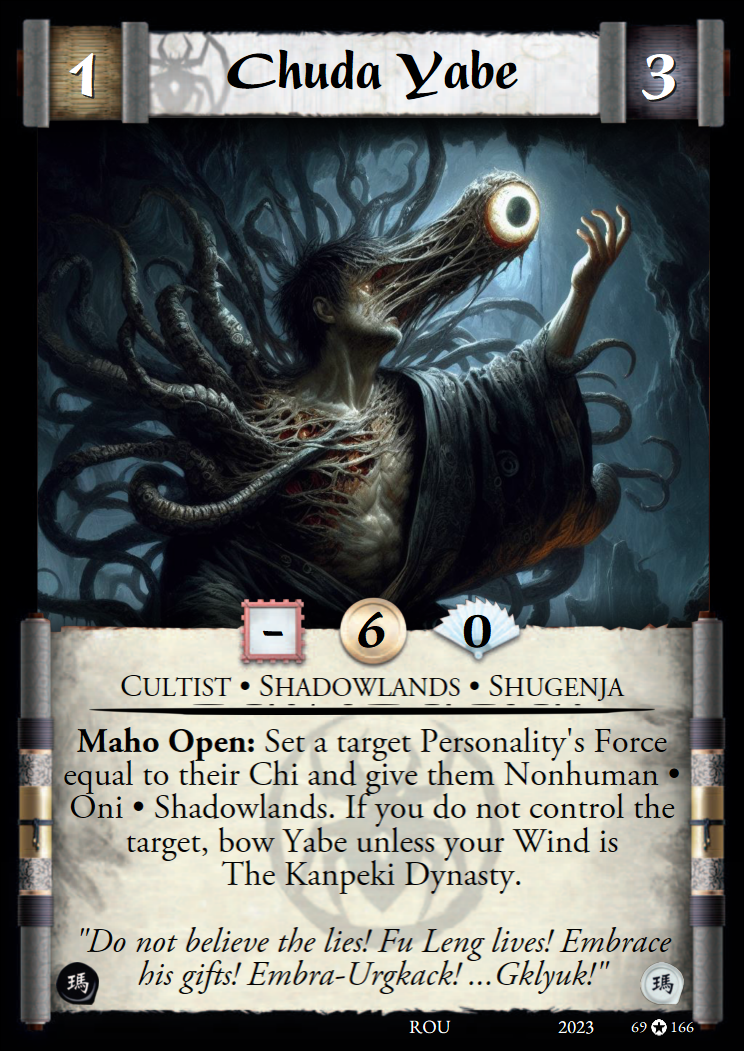 1 Chuda Yabe 3
- 6 0
CULTIST • SHADOWLANDS • SHUGENJA
Maho Open: Set a target Personality's Force
equal to their Chi and give them Nonhuman •
Oni • Shadowlands. If you do not control the
target, bow Yabe unless your Wind is
The Kanpeki Dynasty.
"Do not believe the lies! Fu Leng lives! Embrace
his gifts! Embra-Urgkack! ...Gklyuk!"
瑪 瑪
ROU 2023 69 166